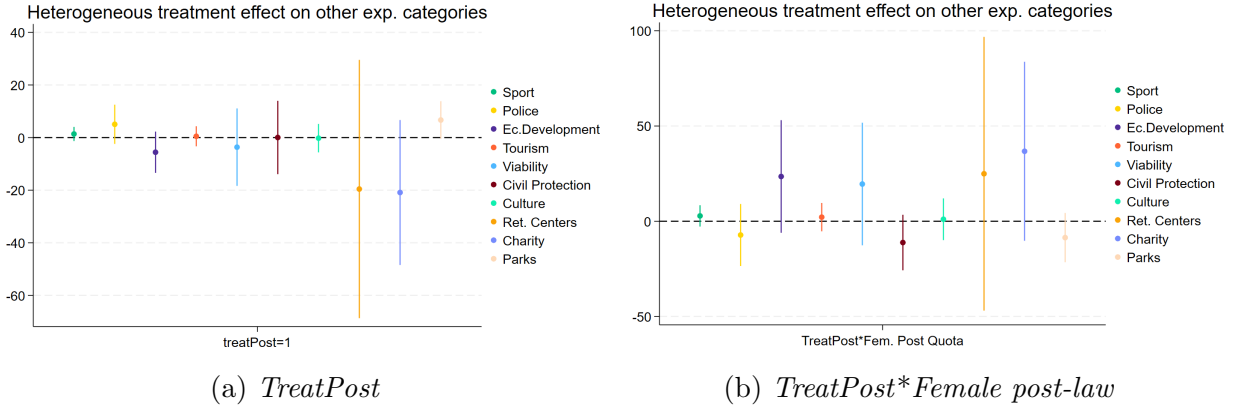 Heterogeneous treatment effect on other exp. categories
40
20
0
-20
-40
-60
treatPost=1
Sport
Police
Ec.Development
Tourism
Viability
Civil Protection
Culture
Ret. Centers
Charity
Parks
(a) TreatPost
Heterogeneous treatment effect on other exp. categories
100
50
0
-50
TreatPost*Fem. Post Quota
Sport
Police
Ec.Development
Tourism
Viability
Civil Protection
Culture
Ret. Centers
Charity
Parks
(b) TreatPost*Female post-law